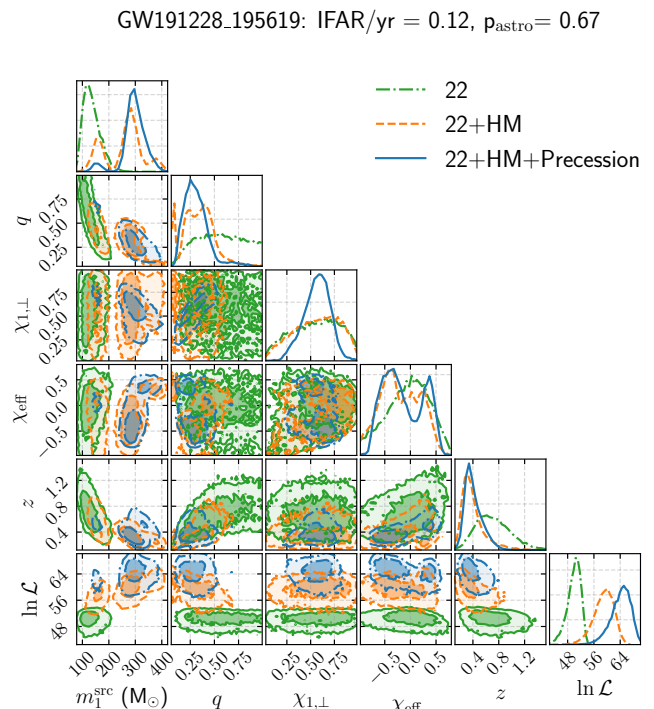 GW191228_195619: IFAR/yr = 0.12, p_astro= 0.67
22
22+HM
22+HM+Precession
q
0.75
0.50
0.25
χ1,⊥
0.75
0.50
0.25
χeff
0.5
0.0
−0.5
z
1.2
0.8
0.4
ln ℒ
64
56
48
100 200 300 400
0.25 0.50 0.75
0.25 0.50 0.75
−0.5 0.0 0.5
0.4 0.8 1.2
48 56 64
m₁^src (M⊙)
q
χ1,⊥
χeff
z
ln ℒ